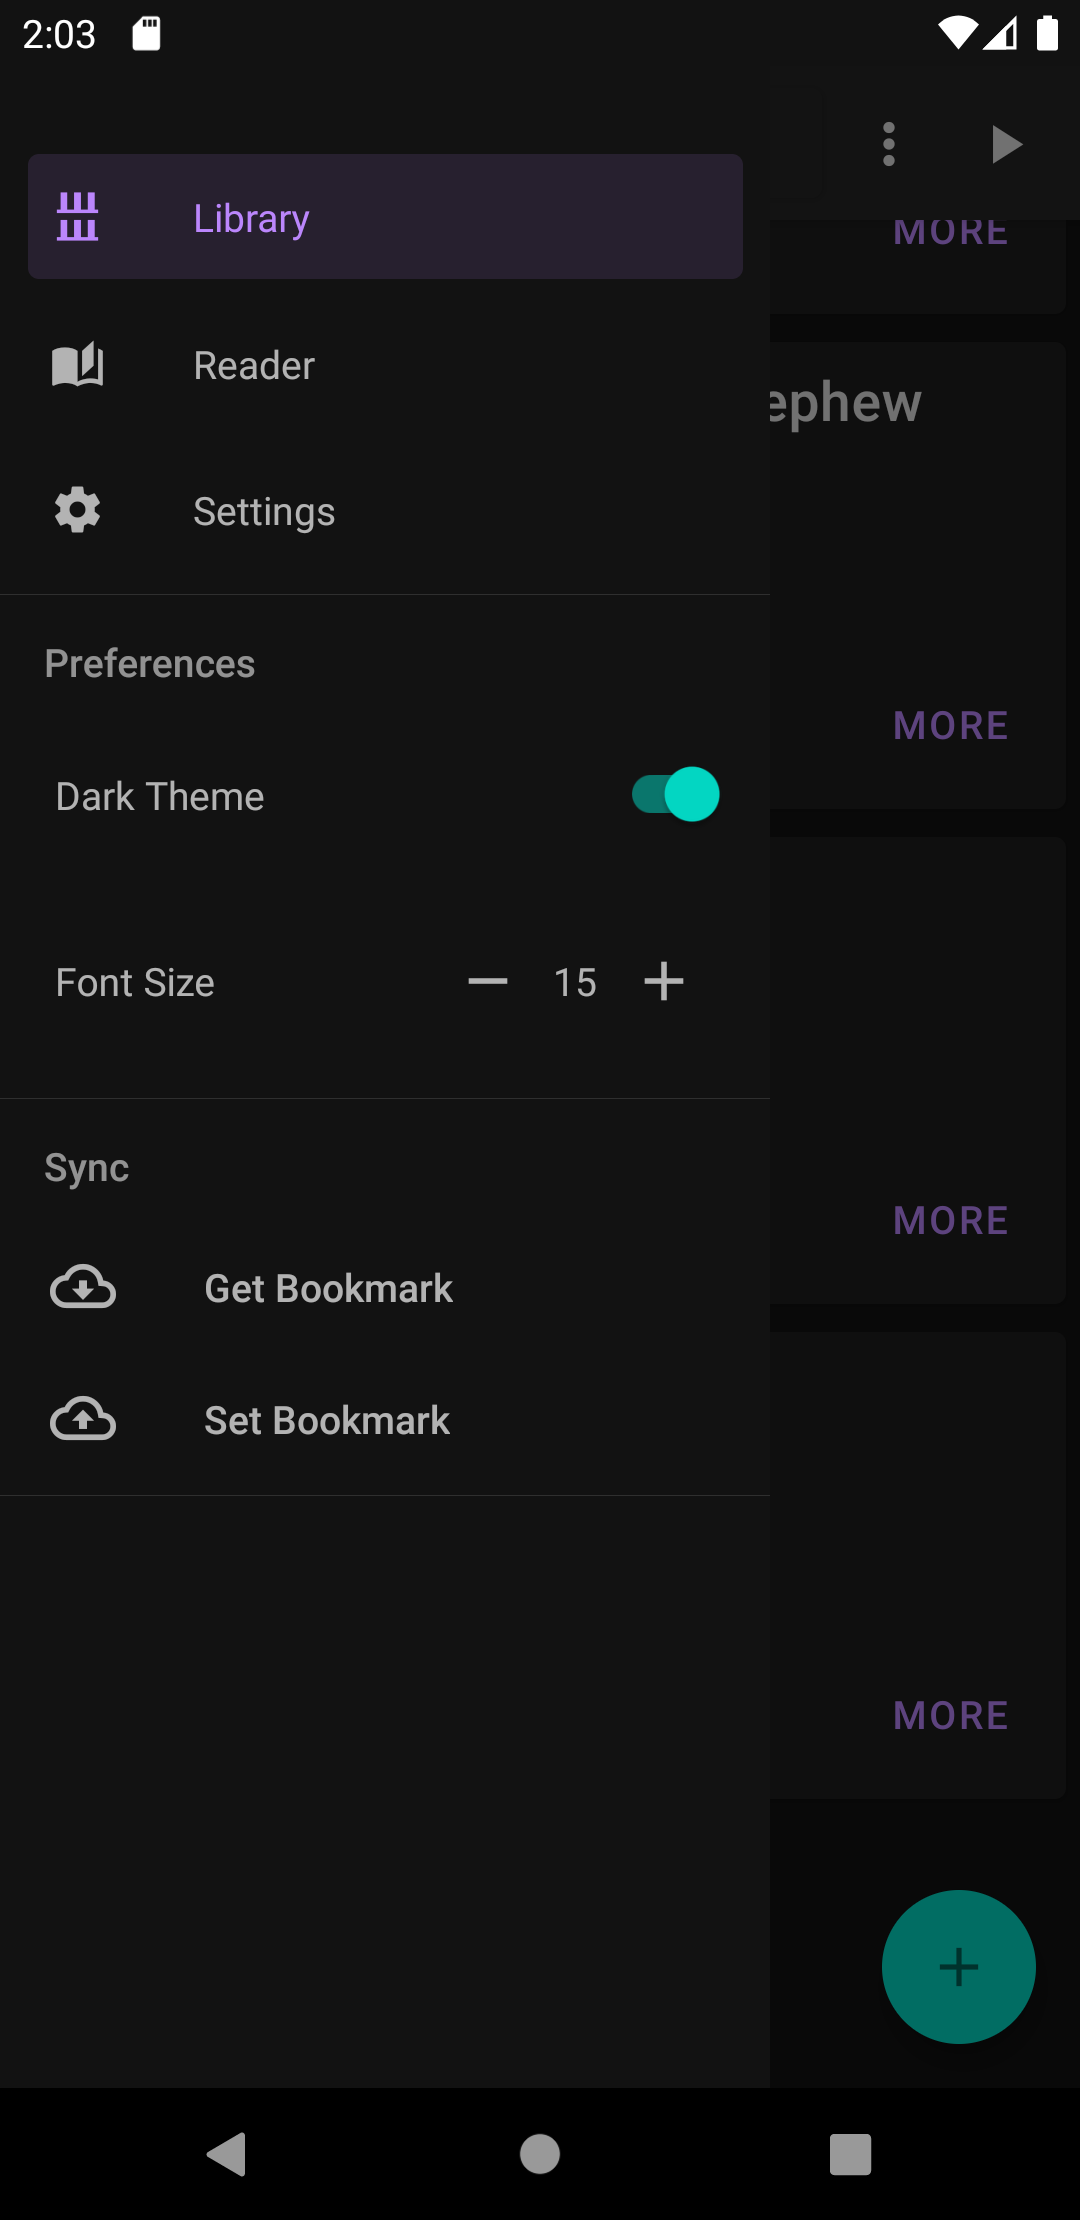 2:03
Library
MORE
Reader
ephew
Settings
Preferences
MORE
Dark Theme
Font Size 15
Sync
MORE
Get Bookmark
Set Bookmark
MORE